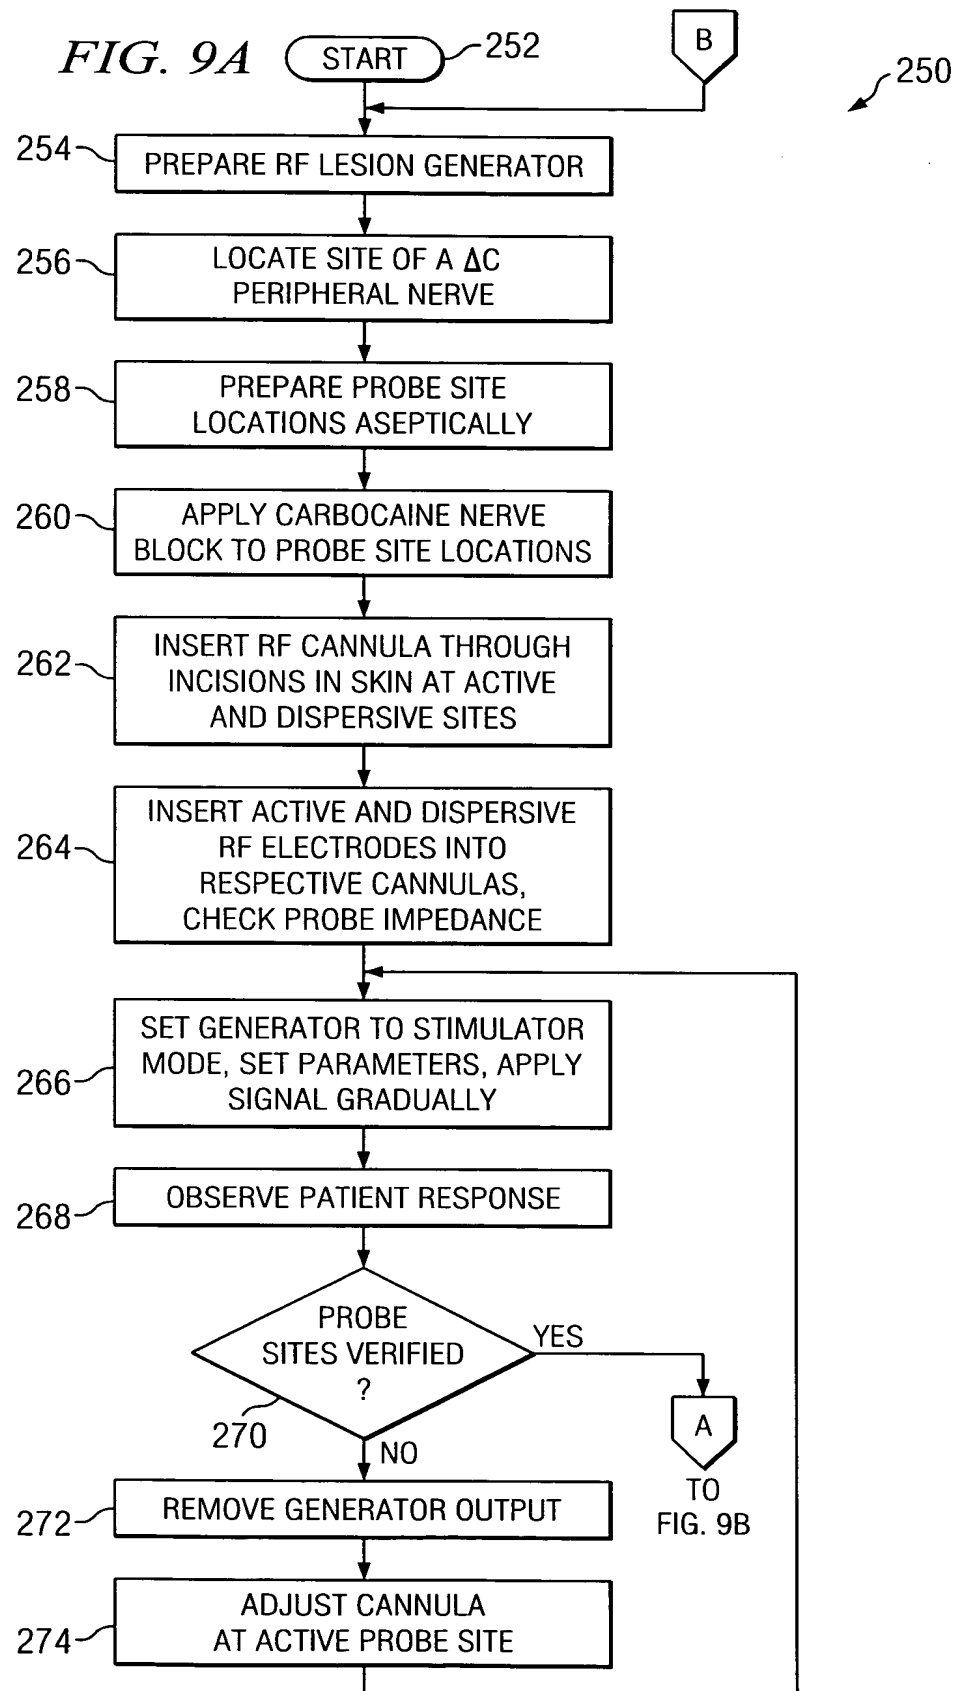 FIG. 9A
START
252
B
250
254
PREPARE RF LESION GENERATOR
256
LOCATE SITE OF A ΔC
PERIPHERAL NERVE
258
PREPARE PROBE SITE
LOCATIONS ASEPTICALLY
260
APPLY CARBOCAINE NERVE
BLOCK TO PROBE SITE LOCATIONS
262
INSERT RF CANNULA THROUGH
INCISIONS IN SKIN AT ACTIVE
AND DISPERSIVE SITES
264
INSERT ACTIVE AND DISPERSIVE
RF ELECTRODES INTO
RESPECTIVE CANNULAS,
CHECK PROBE IMPEDANCE
266
SET GENERATOR TO STIMULATOR
MODE, SET PARAMETERS, APPLY
SIGNAL GRADUALLY
268
OBSERVE PATIENT RESPONSE
PROBE
SITES VERIFIED
?
270
YES
A
TO
FIG. 9B
NO
272
REMOVE GENERATOR OUTPUT
274
ADJUST CANNULA
AT ACTIVE PROBE SITE